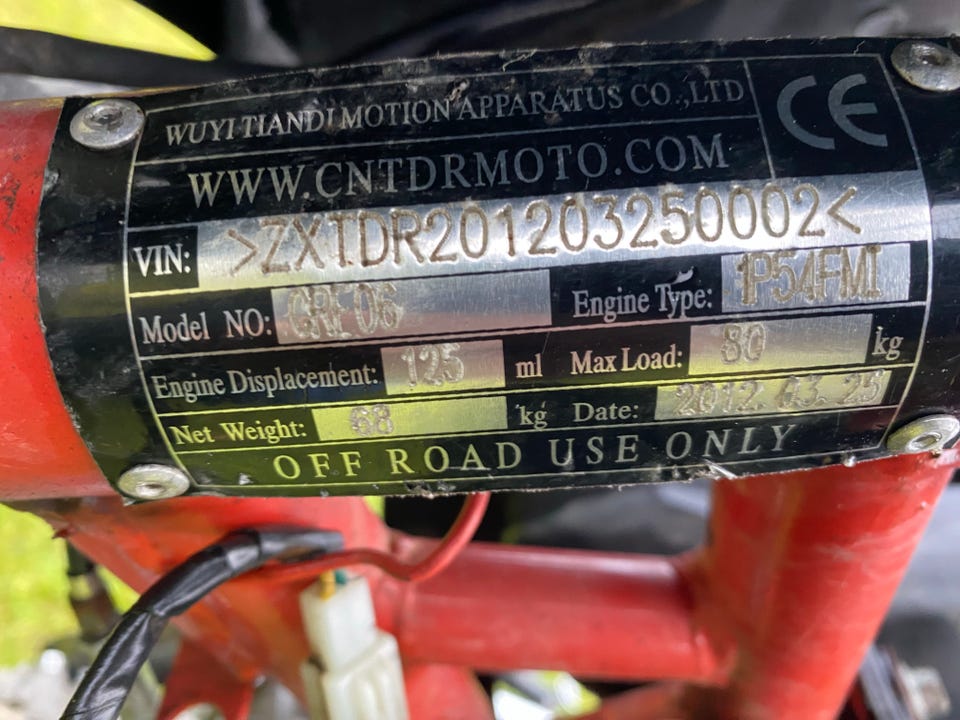 WUYI TIANDI MOTION APPARATUS CO.,LTD CE
WWW.CNTDRMOTO.COM
VIN: >ZXTDR201203250002<
Model NO: CRF06 Engine Type: 1P54FMI
Engine Displacement: 125 ml Max Load: 80 kg
Net Weight: 68 kg Date: 2012.03.25
OFF ROAD USE ONLY